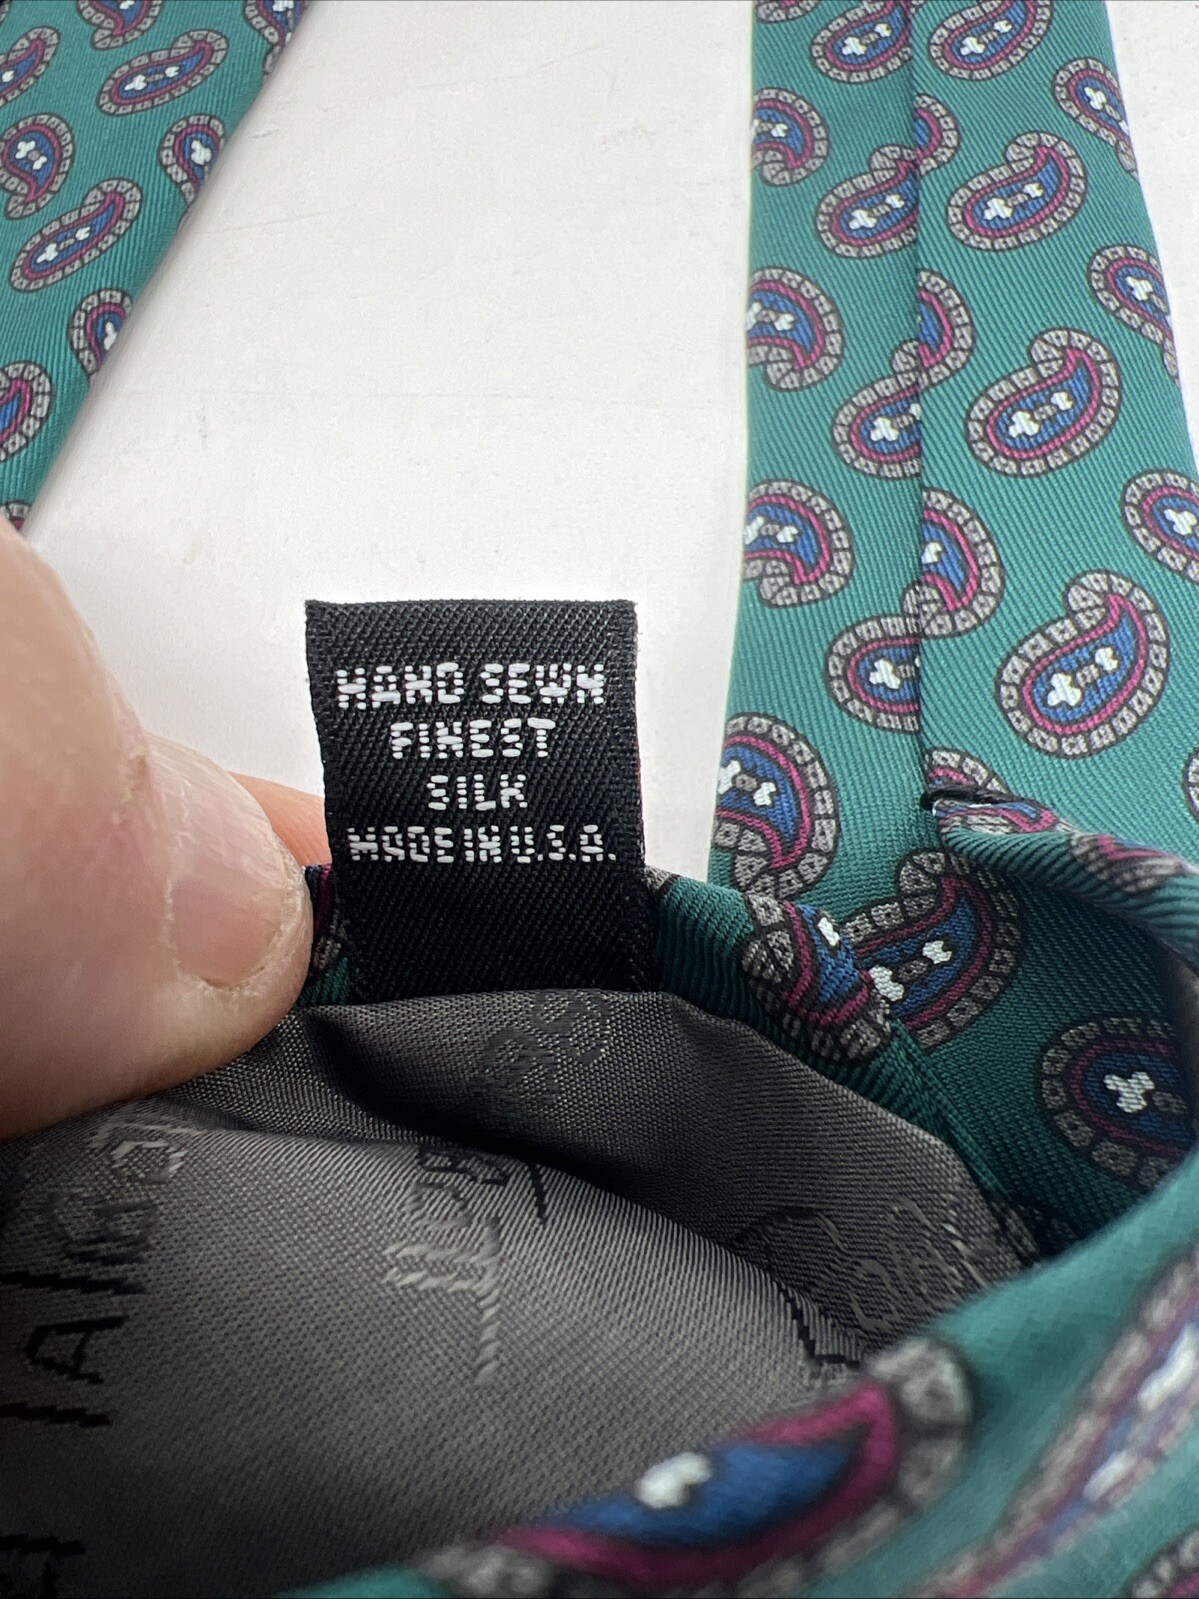 HAND SEWN
FINEST
SILK
MADE IN U.S.A.